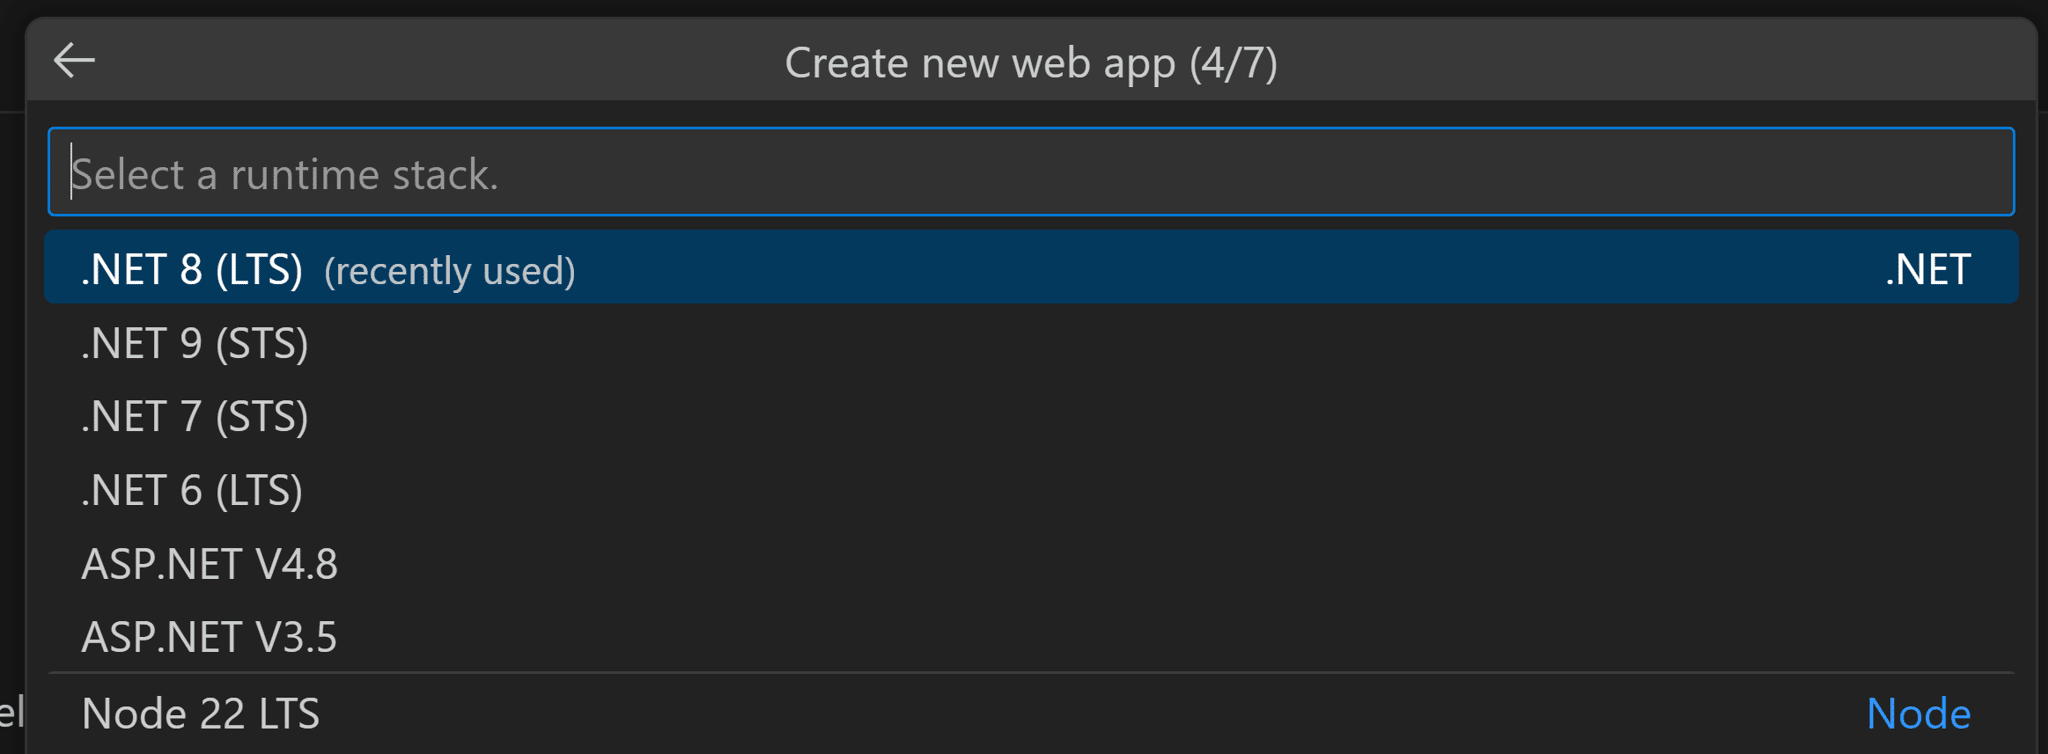 Create new web app (4/7)
Select a runtime stack.
.NET 8 (LTS) (recently used) .NET
.NET 9 (STS)
.NET 7 (STS)
.NET 6 (LTS)
ASP.NET V4.8
ASP.NET V3.5
el
Node 22 LTS Node